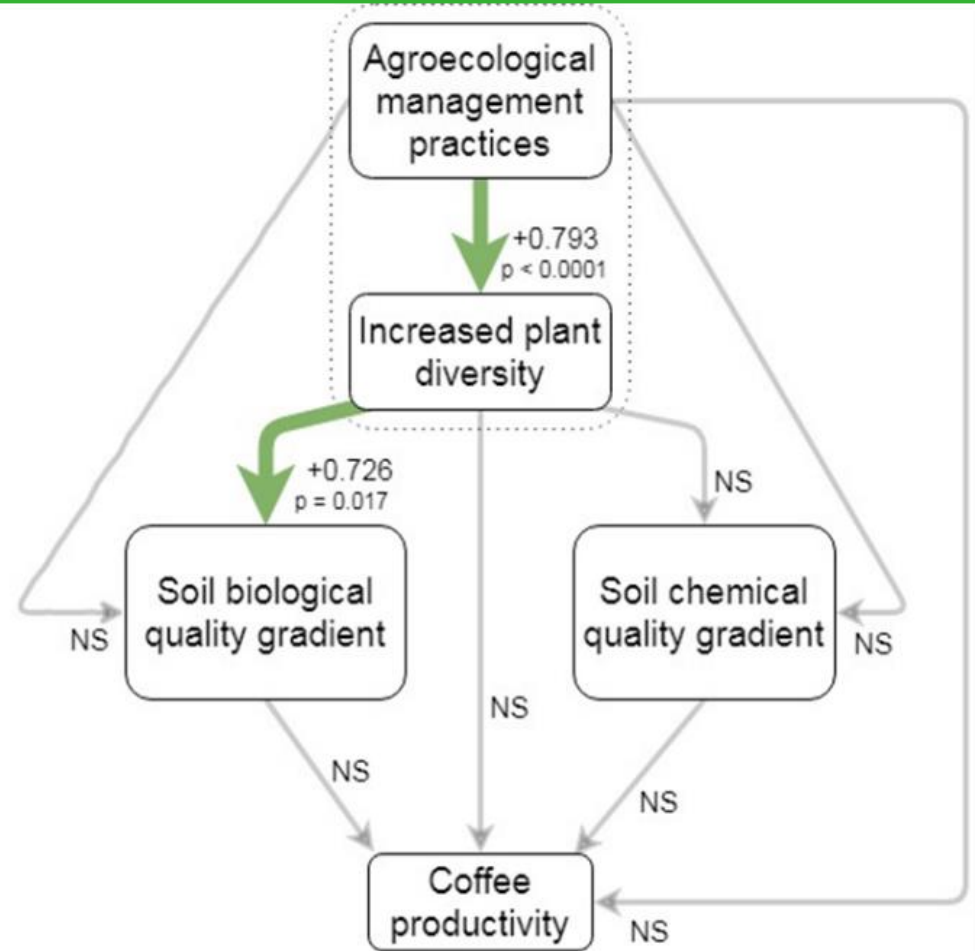 Agroecological
management
practices
+0.793
p < 0.0001
Increased plant
diversity
+0.726
p = 0.017
NS
Soil biological
quality gradient
Soil chemical
quality gradient
NS
NS
NS
NS
NS
Coffee
productivity
NS